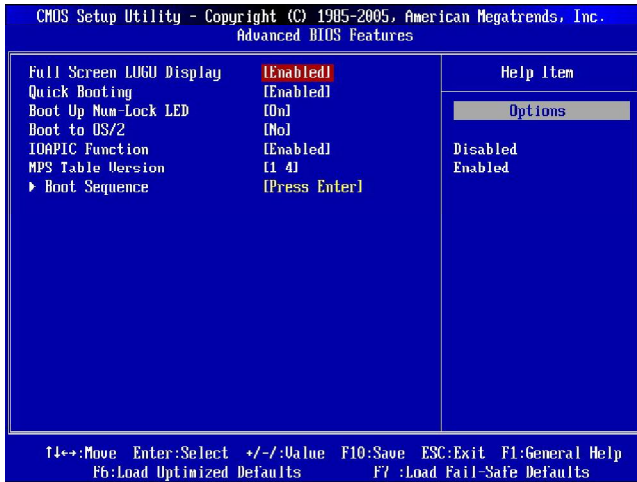 CMOS Setup Utility - Copyright (C) 1985-2005, American Megatrends, Inc.
Advanced BIOS Features
Full Screen LOGO Display [Enabled]
Quick Booting [Enabled]
Boot Up Num-Lock LED [On]
Boot to OS/2 [No]
IOAPIC Function [Enabled]
MPS Table Version [1 4]
▶ Boot Sequence [Press Enter]
Help Item
Options
Disabled
Enabled
↑↓←→:Move Enter:Select +/-/:Value F10:Save ESC:Exit F1:General Help
F6:Load Optimized Defaults F7 :Load Fail-Safe Defaults